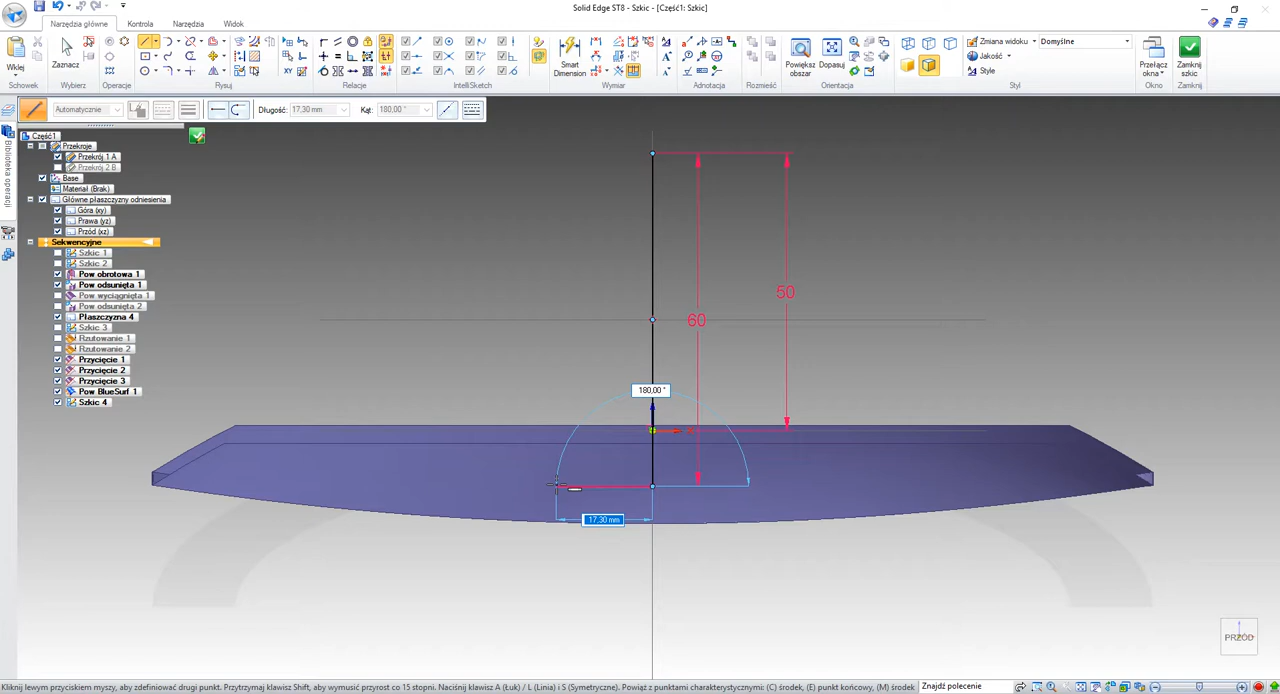 Solid Edge ST8 - [Część1: Szkic]
Narzędzia główne
Kontrola
Narzędzia
Widok
Wklej
Zaznacz
Smart Dimension
Powiększ obszar
Dopasuj
Zmiana widoku
Domyślne
Jakość
Style
Przełącz okna
Zamknij szkic
Schowek
Wybierz
Operacje
Rysuj
Relacje
IntelliSketch
Wymiar
Adnotacja
Rozmieść
Orientacja
Styl
Okno
Zamknij
Automatycznie
Długość: 17,30 mm
Kąt: 180,00 °
Biblioteka operacji
Część1
Przekroje
Przekrój 1 A
Przekrój 2 B
Base
Materiał (Brak)
Główne płaszczyzny odniesienia
Góra (xy)
Prawa (yz)
Przód (xz)
Sekwencyjne
Szkic 1
Szkic 2
Pow obrotowa 1
Pow odsunięta 1
Pow wyciągnięta 1
Pow odsunięta 2
Płaszczyzna 4
Szkic 3
Rzutowanie 1
Rzutowanie 2
Przycięcie 1
Przycięcie 2
Przycięcie 3
Pow BlueSurf 1
Szkic 4
50
60
180,00 °
17,30 mm
PRZÓD
Kliknij lewym przyciskiem myszy, aby zdefiniować drugi punkt. Przytrzymaj klawisz Shift, aby wymusić przyrost co 15 stopni. Naciśnij klawisz A (Łuk) / L (Linia) i S (Symetryczne). Powiąż z punktami charakterystycznymi: (C) środek, (E) punkt końcowy, (M) środek
Znajdź polecenie